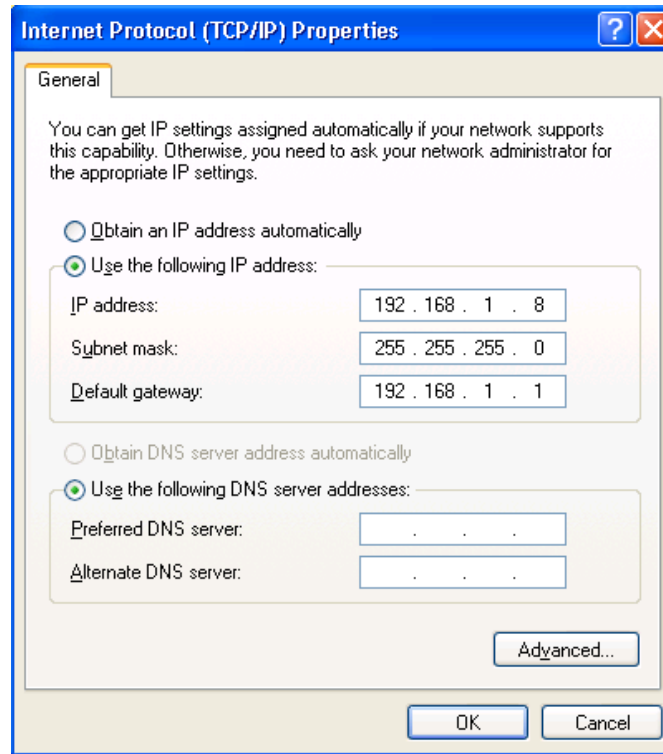 Internet Protocol (TCP/IP) Properties
General
You can get IP settings assigned automatically if your network supports
this capability. Otherwise, you need to ask your network administrator for
the appropriate IP settings.
Obtain an IP address automatically
Use the following IP address:
IP address: 192 . 168 . 1 . 8
Subnet mask: 255 . 255 . 255 . 0
Default gateway: 192 . 168 . 1 . 1
Obtain DNS server address automatically
Use the following DNS server addresses:
Preferred DNS server: . . .
Alternate DNS server: . . .
Advanced...
OK Cancel